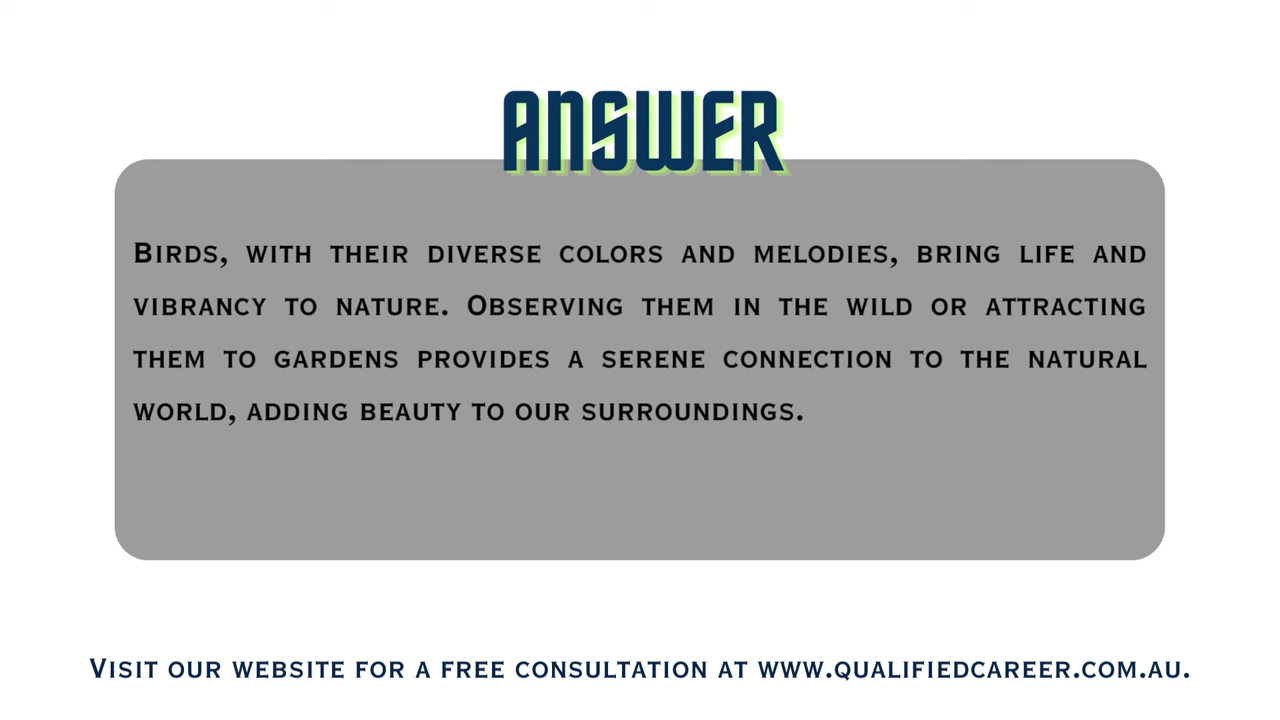 ANSWER
Birds, with their diverse colors and melodies, bring life and
vibrancy to nature. Observing them in the wild or attracting
them to gardens provides a serene connection to the natural
world, adding beauty to our surroundings.
Visit our website for a free consultation at www.qualifiedcareer.com.au.